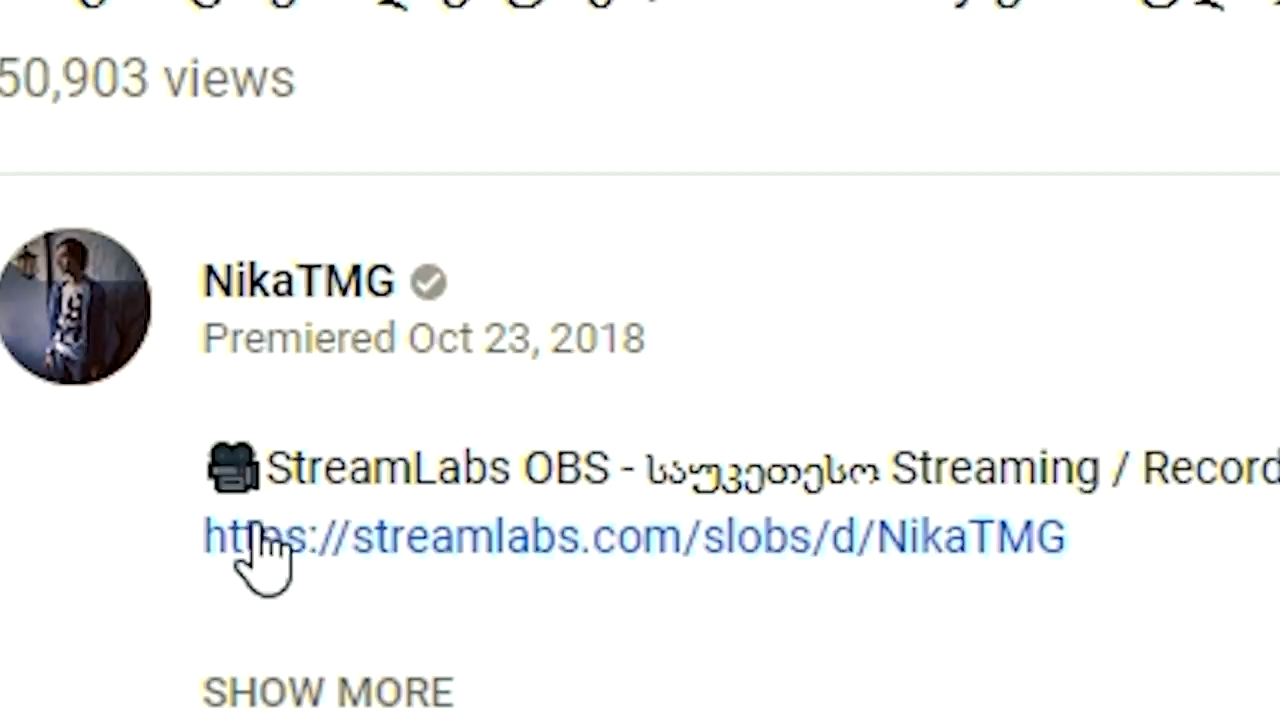 50,903 views
NikaTMG
Premiered Oct 23, 2018
StreamLabs OBS - საუკეთესო Streaming / Record
https://streamlabs.com/slobs/d/NikaTMG
SHOW MORE